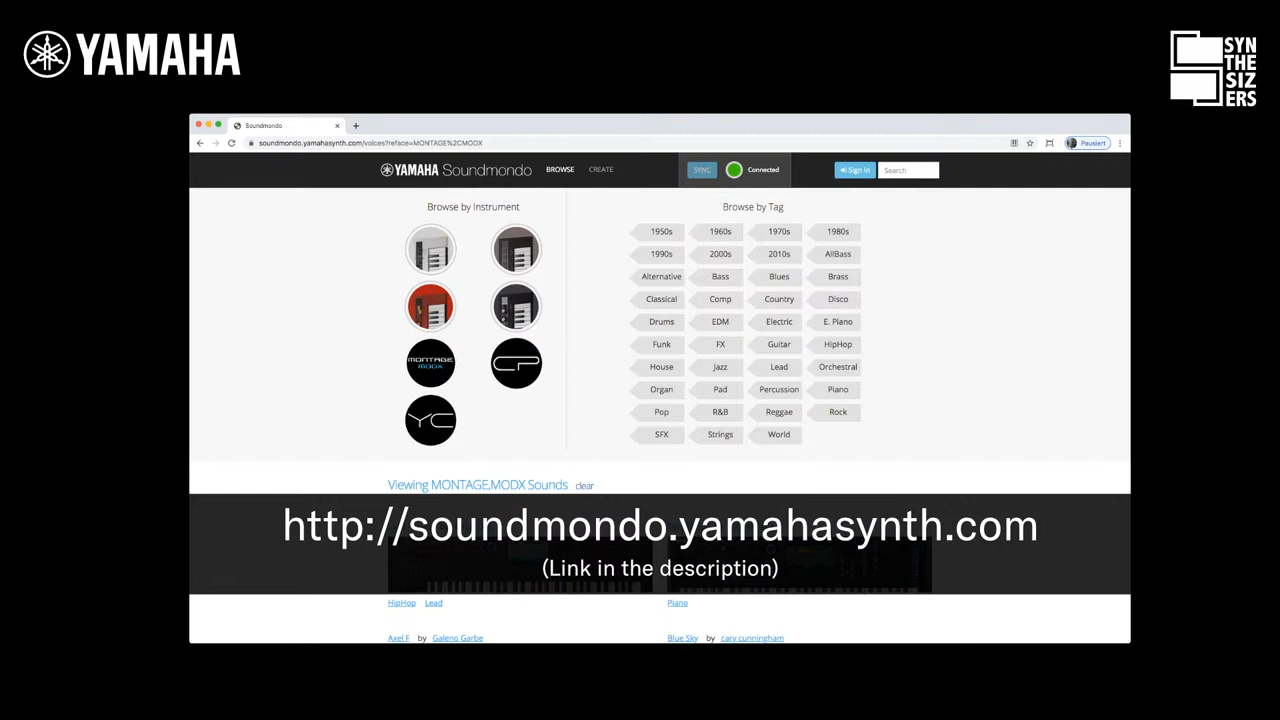 YAMAHA
SYN
THE
SIZ
ERS
Soundmondo
soundmondo.yamahasynth.com/voices?reface=MONTAGE%2CMODX
Pausiert
YAMAHA Soundmondo
BROWSE
CREATE
SYNC
Connected
Sign In
Search
Browse by Instrument
MONTAGE
MODX
CP
YC
Browse by Tag
1950s 1960s 1970s 1980s
1990s 2000s 2010s AllBass
Alternative Bass Blues Brass
Classical Comp Country Disco
Drums EDM Electric E. Piano
Funk FX Guitar HipHop
House Jazz Lead Orchestral
Organ Pad Percussion Piano
Pop R&B Reggae Rock
SFX Strings World
Viewing MONTAGE,MODX Sounds clear
http://soundmondo.yamahasynth.com
(Link in the description)
HipHop Lead
Piano
Axel F by Galeno Garbe
Blue Sky by cary cunningham